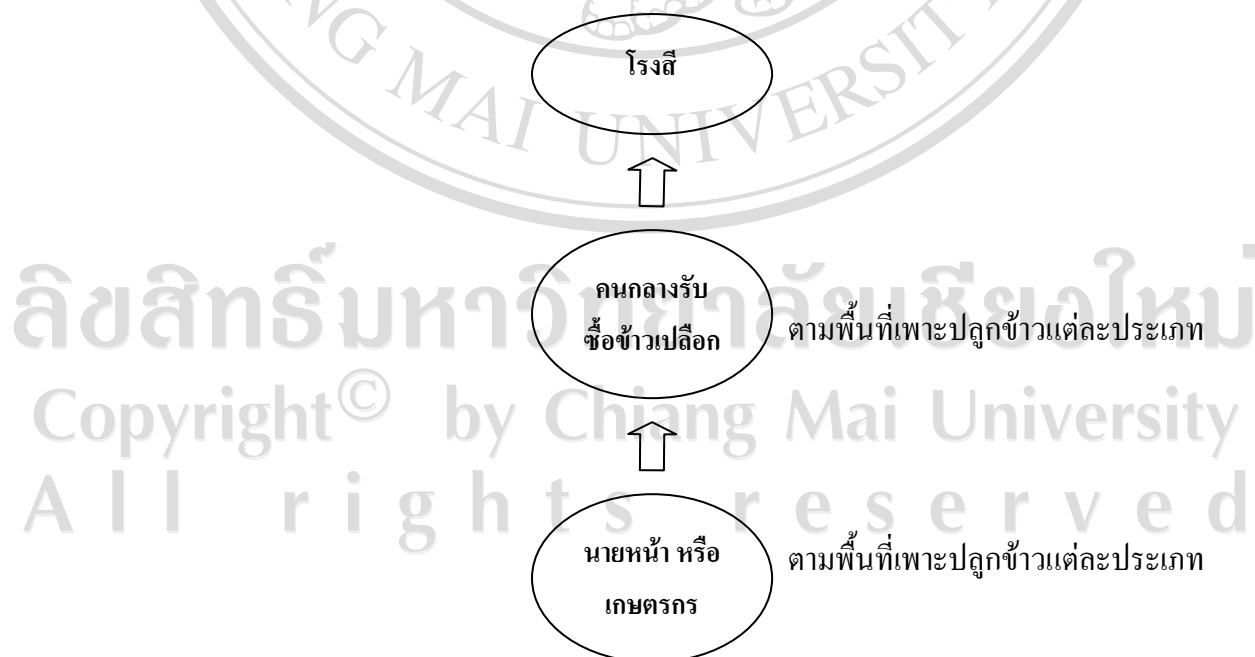 โรงสี
MAI UNIVERSIT
คนกลางรับ
ซื้อข้าวเปลือก
ตามพื้นที่เพาะปลูกข้าวแต่ละประเภท
ลิขสิทธิ์มหาวิทยาลัยเชียงใหม่
Copyright© by Chiang Mai University
All rights reserved
นายหน้า หรือ
เกษตรกร
ตามพื้นที่เพาะปลูกข้าวแต่ละประเภท